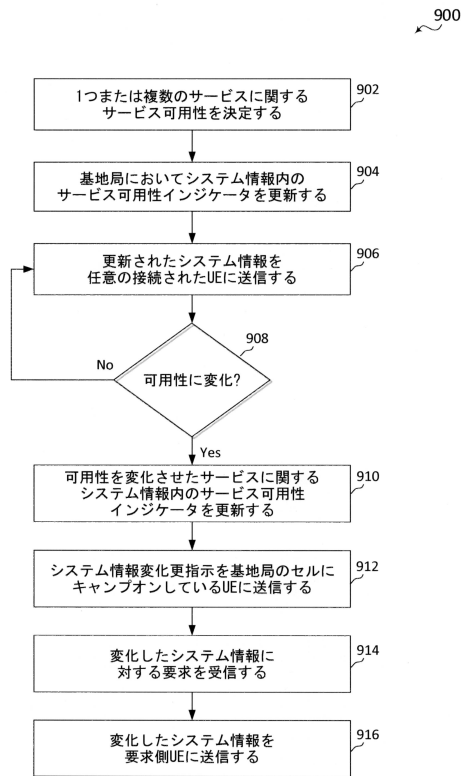 900
1つまたは複数のサービスに関する
サービス可用性を決定する
902
基地局においてシステム情報内の
サービス可用性インジケータを更新する
904
更新されたシステム情報を
任意の接続されたUEに送信する
906
908
可用性に変化?
No
Yes
可用性を変化させたサービスに関する
システム情報内のサービス可用性
インジケータを更新する
910
システム情報変化更指示を基地局のセルに
キャンプオンしているUEに送信する
912
変化したシステム情報に
対する要求を受信する
914
変化したシステム情報を
要求側UEに送信する
916